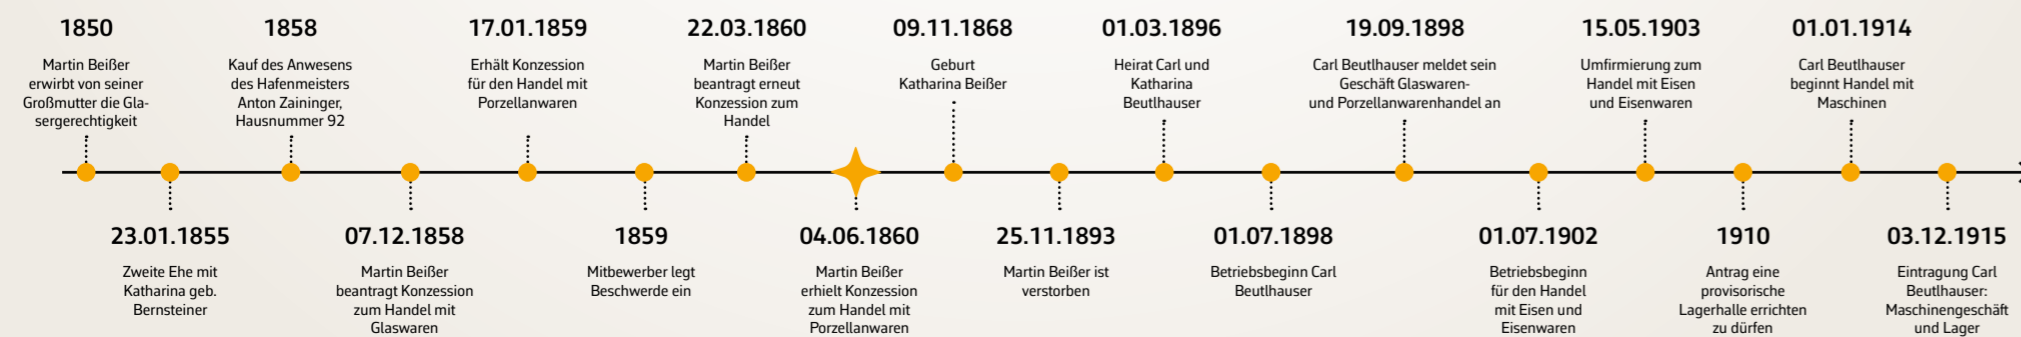 1850
Martin Beißer
erwirbt von seiner
Großmutter die Gla-
sergerechtigkeit
23.01.1855
Zweite Ehe mit
Katharina geb.
Bernsteiner
1858
Kauf des Anwesens
des Hafenmeisters
Anton Zaininger,
Hausnummer 92
07.12.1858
Martin Beißer
beantragt Konzession
zum Handel mit
Glaswaren
17.01.1859
Erhält Konzession
für den Handel mit
Porzellanwaren
1859
Mitbewerber legt
Beschwerde ein
22.03.1860
Martin Beißer
beantragt erneut
Konzession zum
Handel
04.06.1860
Martin Beißer
erhielt Konzession
zum Handel mit
Porzellanwaren
09.11.1868
Geburt
Katharina Beißer
25.11.1893
Martin Beißer ist
verstorben
01.03.1896
Heirat Carl und
Katharina
Beutlhauser
01.07.1898
Betriebsbeginn Carl
Beutlhauser
19.09.1898
Carl Beutlhauser meldet sein
Geschäft Glaswaren-
und Porzellanwarenhandel an
01.07.1902
Betriebsbeginn
für den Handel
mit Eisen und
Eisenwaren
15.05.1903
Umfirmierung zum
Handel mit Eisen
und Eisenwaren
1910
Antrag eine
provisorische
Lagerhalle errichten
zu dürfen
01.01.1914
Carl Beutlhauser
beginnt Handel mit
Maschinen
03.12.1915
Eintragung Carl
Beutlhauser:
Maschinengeschäft
und Lager